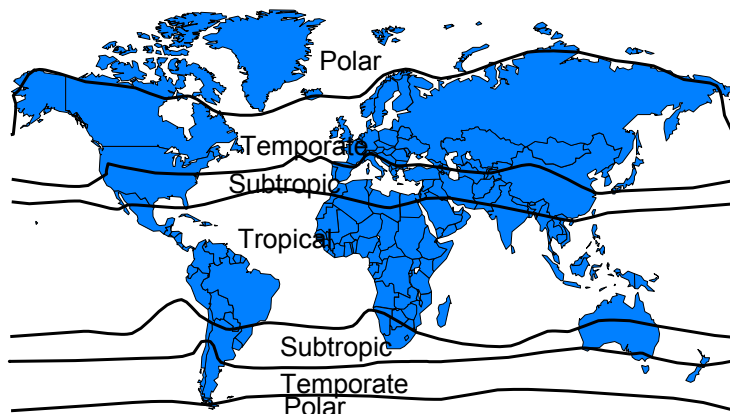 Polar
Temporate
Subtropic
Tropical
Subtropic
Temporate
Polar